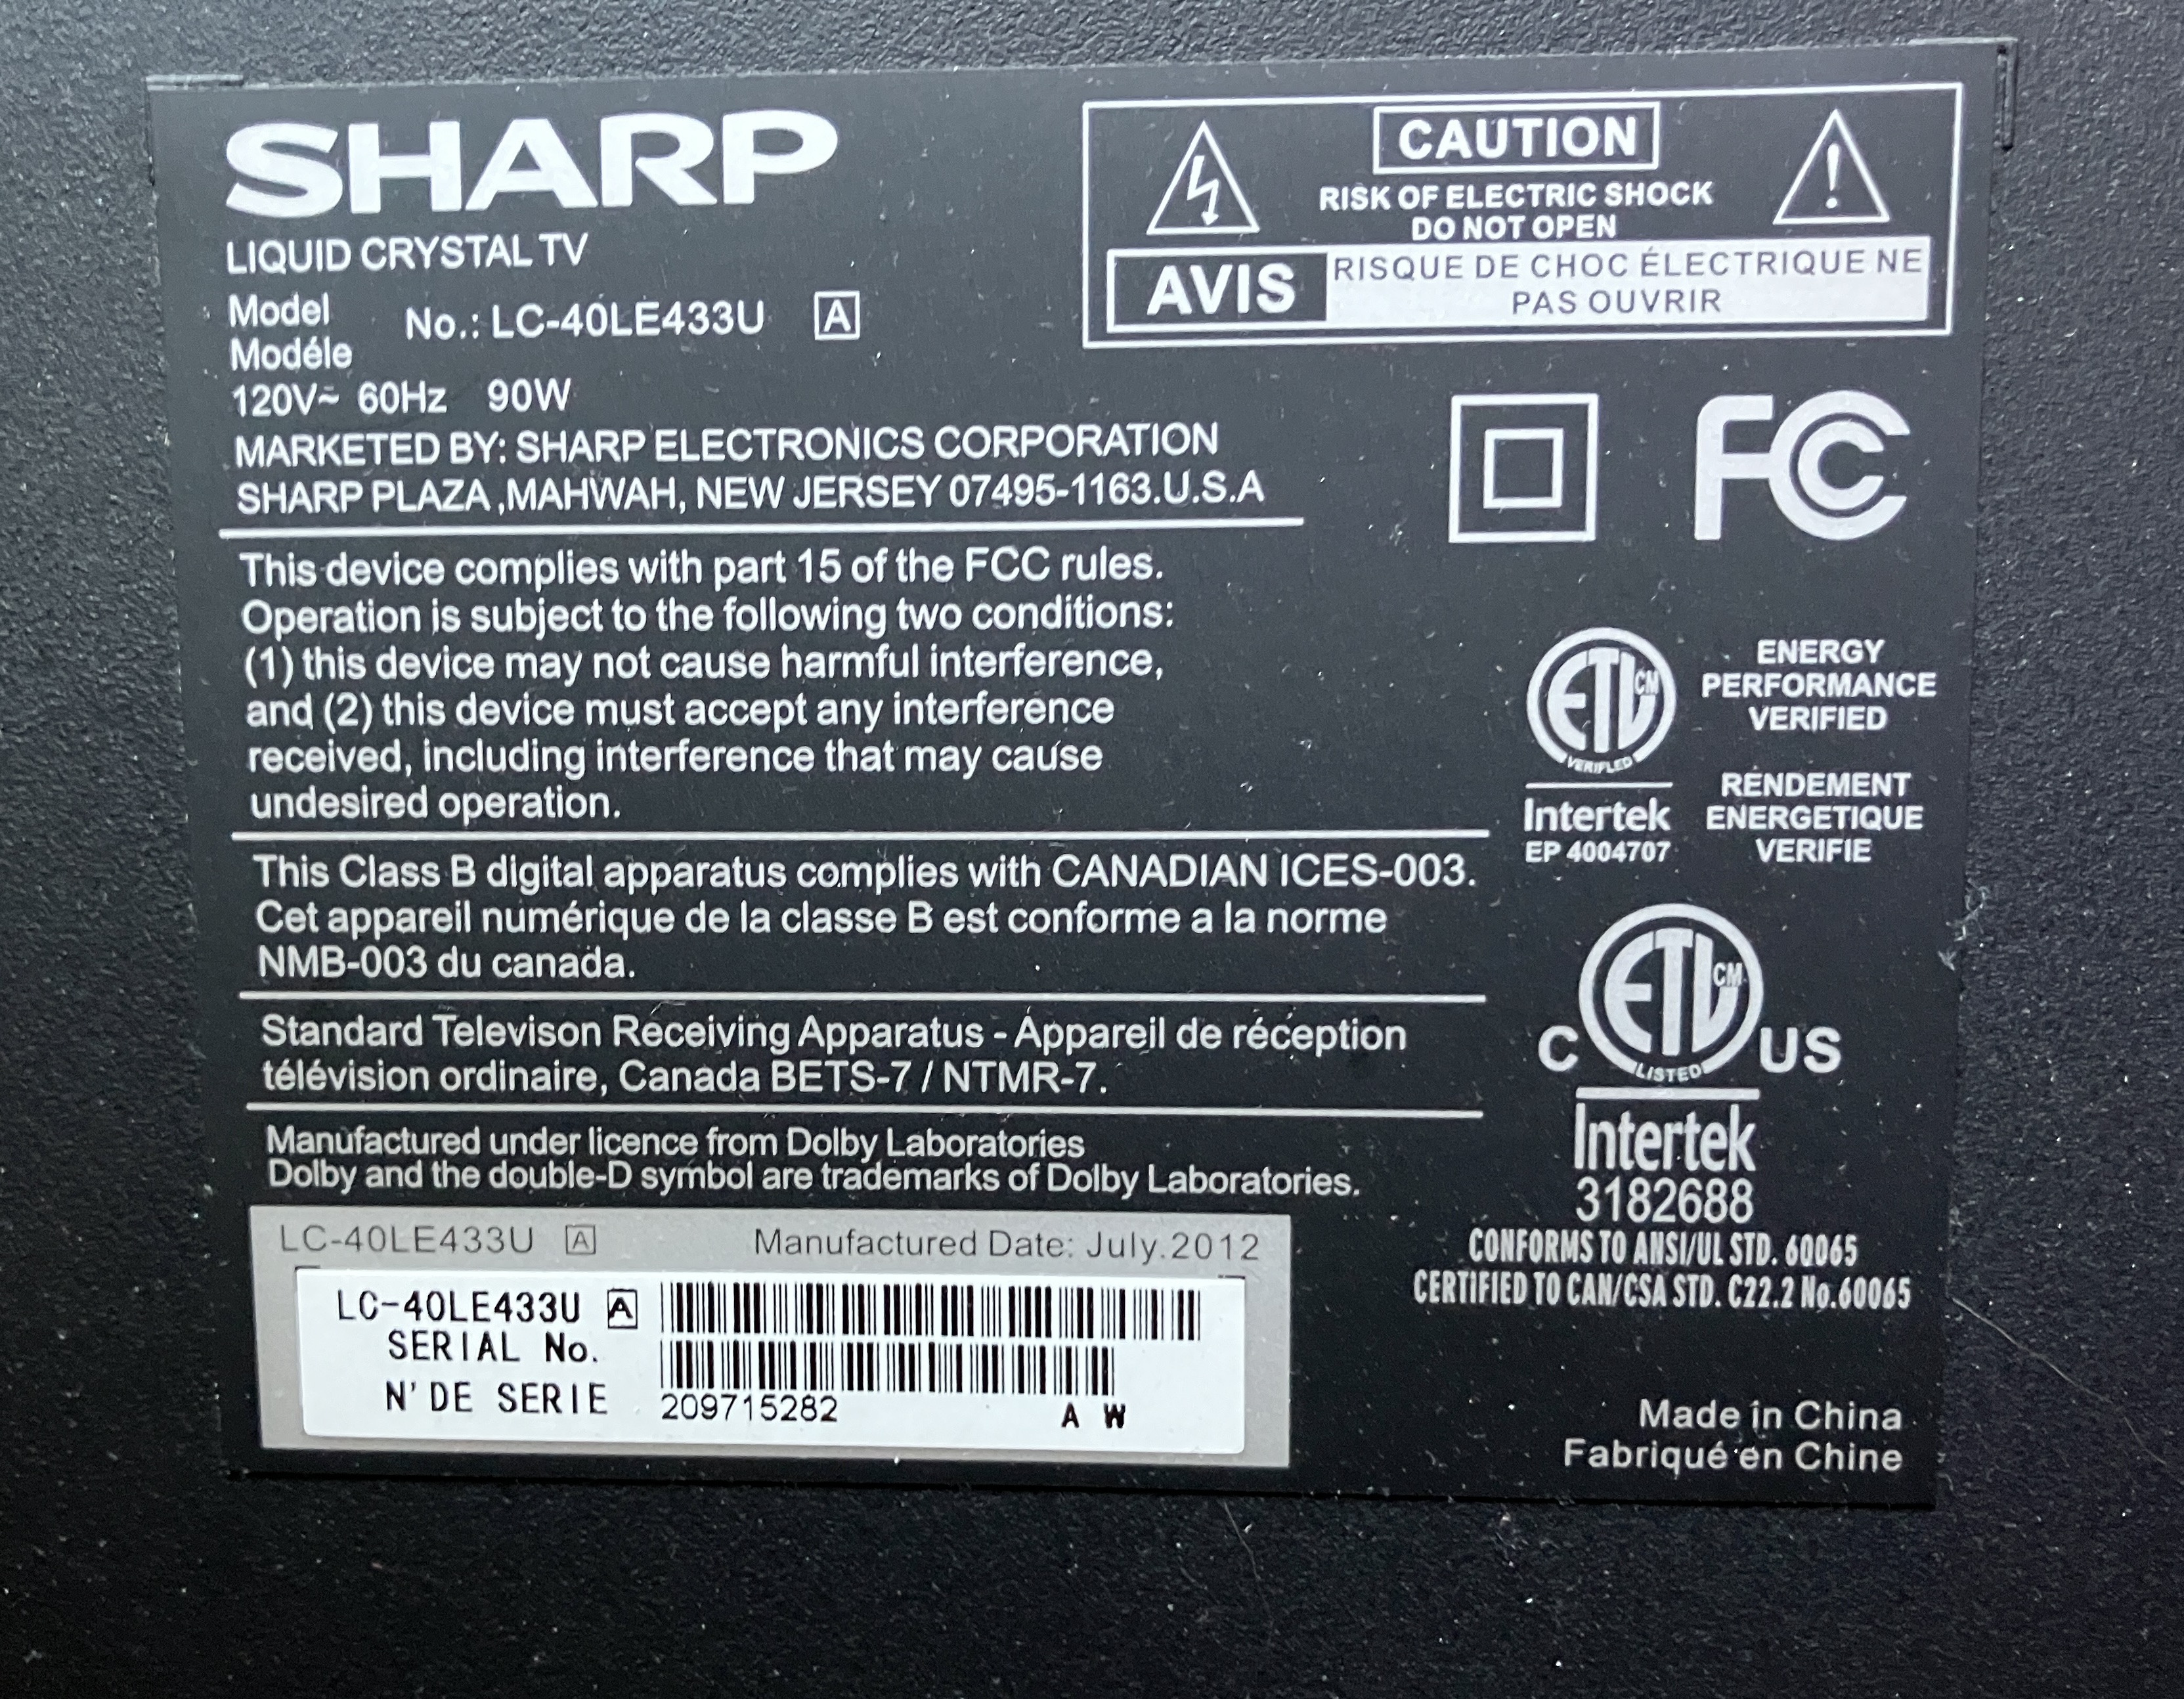 SHARP
LIQUID CRYSTAL TV
Model
Modéle
No.: LC-40LE433U A
120V~ 60Hz 90W
MARKETED BY: SHARP ELECTRONICS CORPORATION
SHARP PLAZA ,MAHWAH, NEW JERSEY 07495-1163.U.S.A
CAUTION
RISK OF ELECTRIC SHOCK
DO NOT OPEN
AVIS
RISQUE DE CHOC ÉLECTRIQUE NE
PAS OUVRIR
FC
This device complies with part 15 of the FCC rules.
Operation is subject to the following two conditions:
(1) this device may not cause harmful interference,
and (2) this device must accept any interference
received, including interference that may cause
undesired operation.
ETL CM
VERIFIED
Intertek
EP 4004707
ENERGY
PERFORMANCE
VERIFIED
RENDEMENT
ENERGETIQUE
VERIFIE
This Class B digital apparatus complies with CANADIAN ICES-003.
Cet appareil numérique de la classe B est conforme a la norme
NMB-003 du canada.
Standard Televison Receiving Apparatus - Appareil de réception
télévision ordinaire, Canada BETS-7 / NTMR-7.
Manufactured under licence from Dolby Laboratories
Dolby and the double-D symbol are trademarks of Dolby Laboratories.
C ETL CM US
LISTED
Intertek
3182688
CONFORMS TO ANSI/UL STD. 60065
CERTIFIED TO CAN/CSA STD. C22.2 No.60065
LC-40LE433U A Manufactured Date: July.2012
LC-40LE433U A
SERIAL No.
N' DE SERIE
209715282 A W
Made in China
Fabriqué en Chine